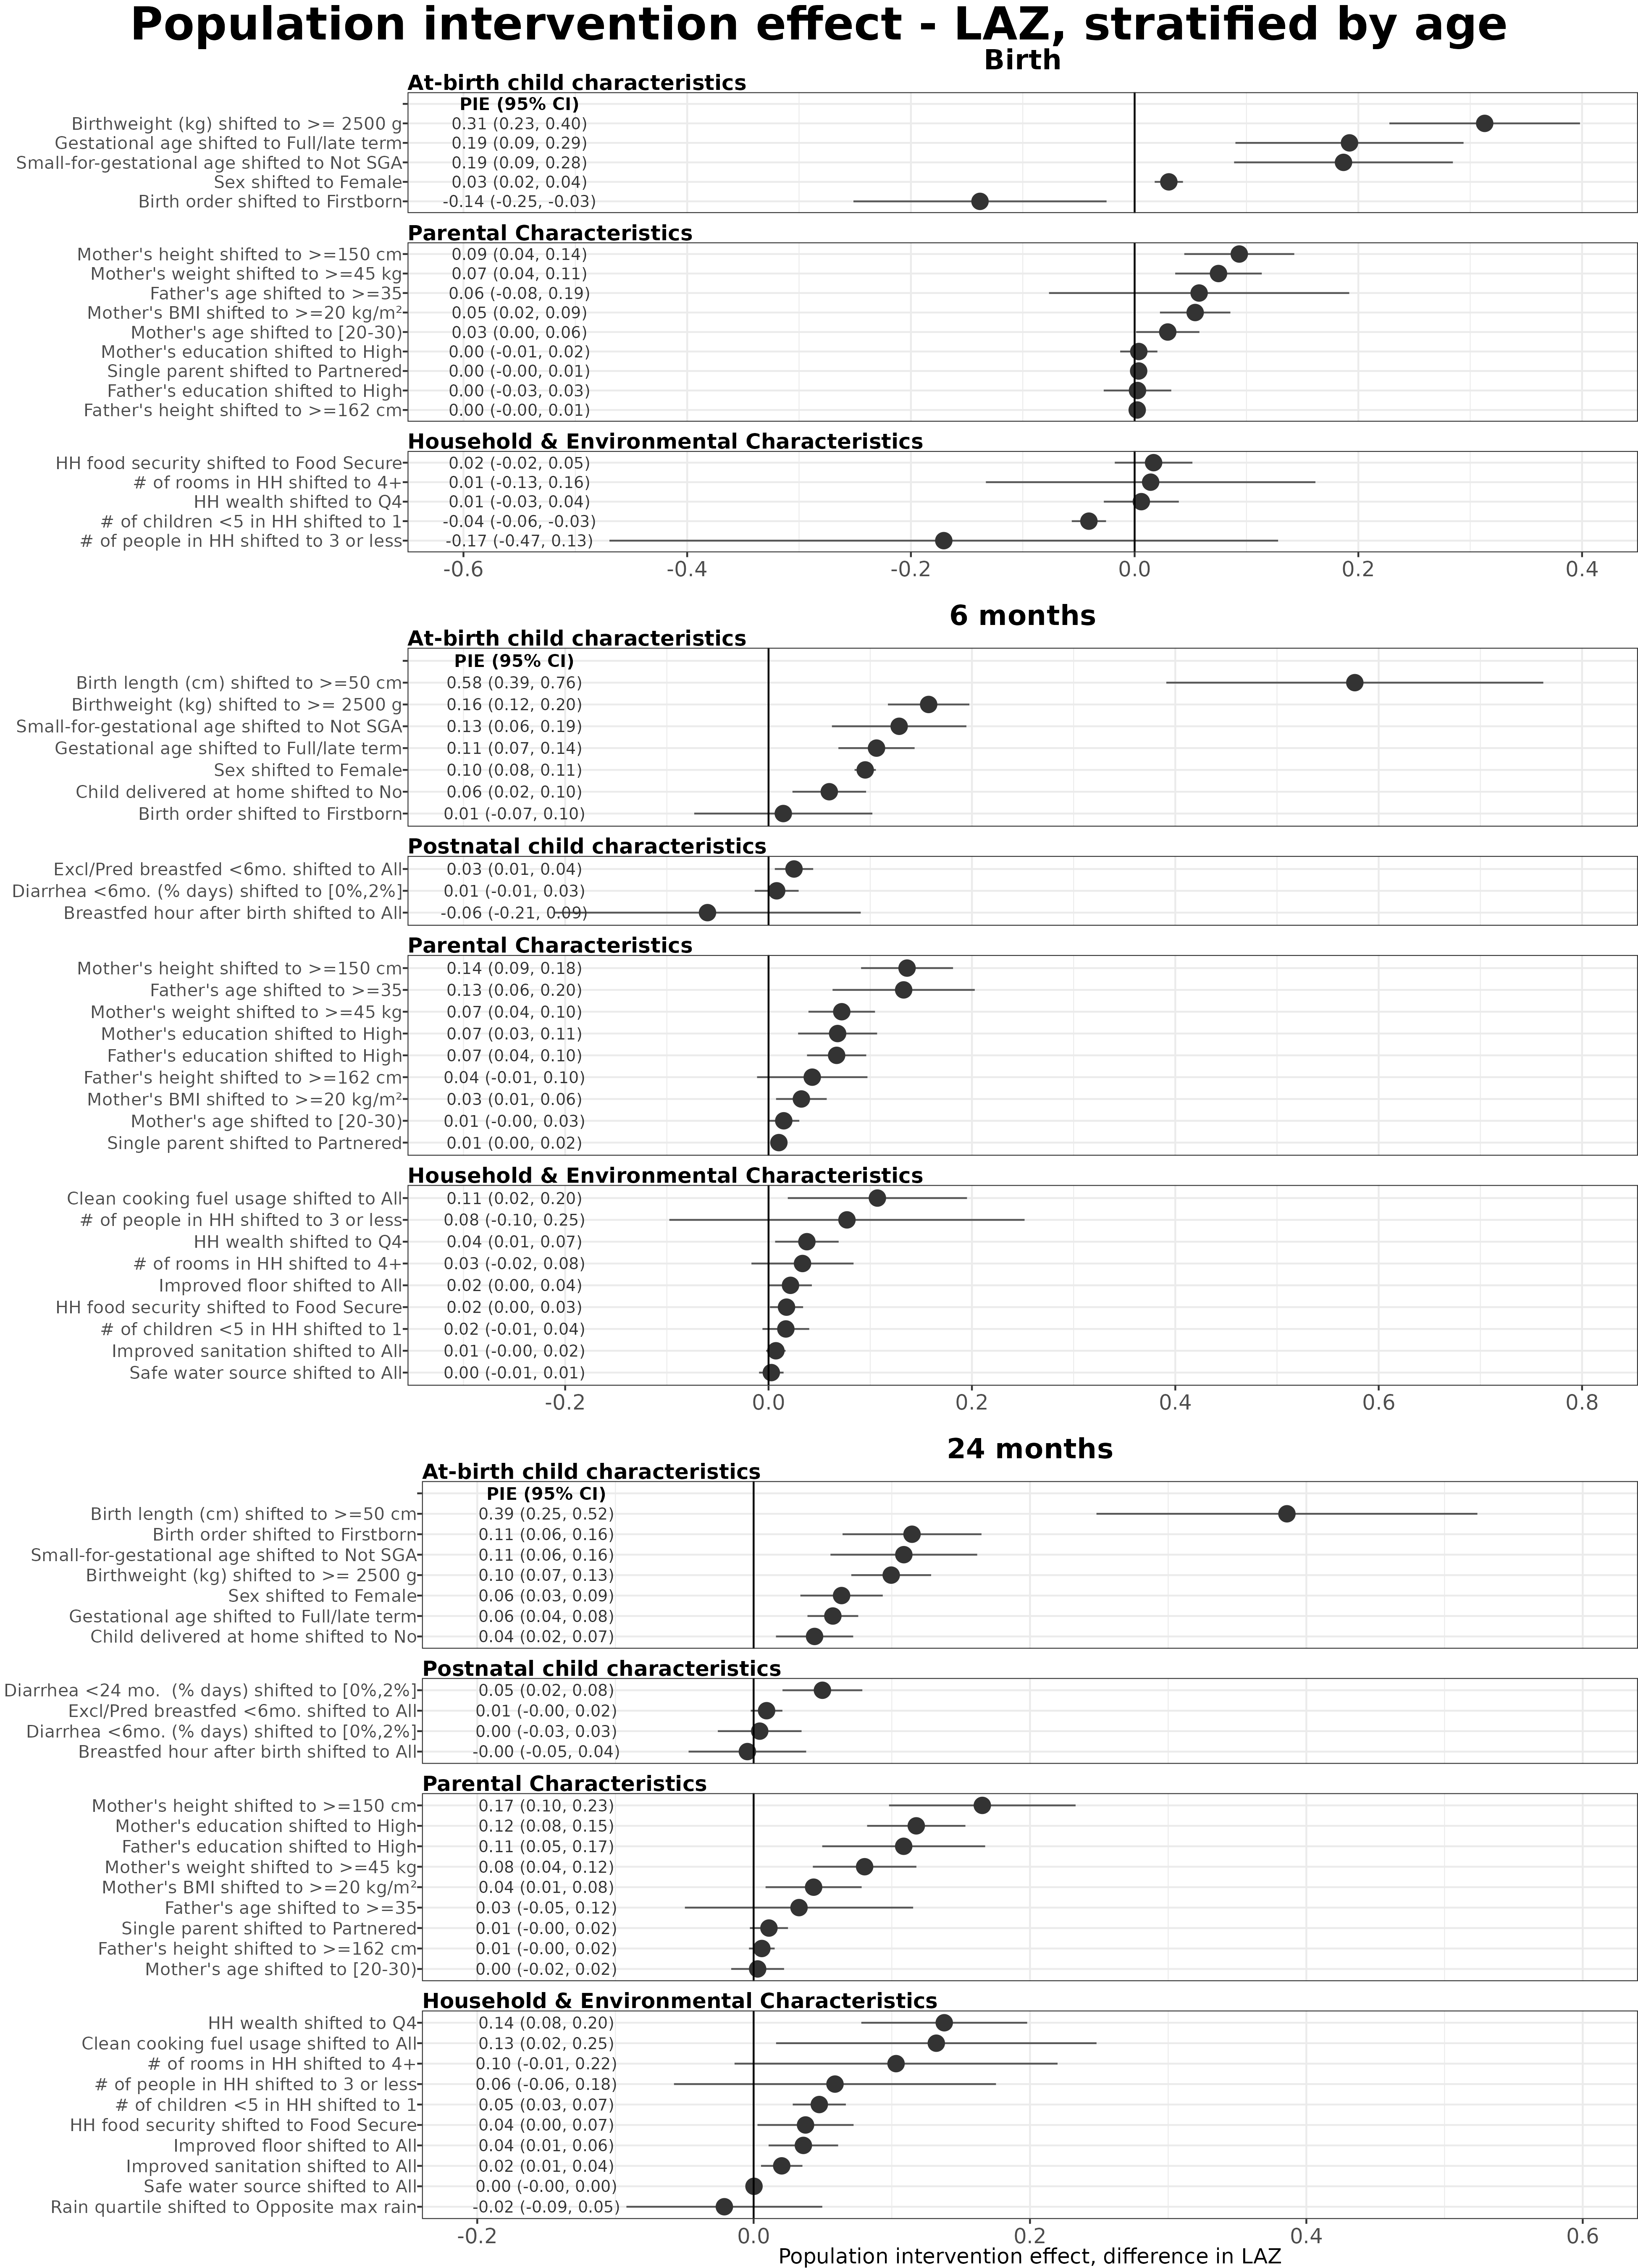 Population intervention effect - LAZ, stratified by age
Birth
At-birth child characteristics
PIE (95% CI)
Birthweight (kg) shifted to >= 2500 g 0.31 (0.23, 0.40)
Gestational age shifted to Full/late term 0.19 (0.09, 0.29)
Small-for-gestational age shifted to Not SGA 0.19 (0.09, 0.28)
Sex shifted to Female 0.03 (0.02, 0.04)
Birth order shifted to Firstborn -0.14 (-0.25, -0.03)
Parental Characteristics
Mother's height shifted to >=150 cm 0.09 (0.04, 0.14)
Mother's weight shifted to >=45 kg 0.07 (0.04, 0.11)
Father's age shifted to >=35 0.06 (-0.08, 0.19)
Mother's BMI shifted to >=20 kg/m² 0.05 (0.02, 0.09)
Mother's age shifted to [20-30) 0.03 (0.00, 0.06)
Mother's education shifted to High 0.00 (-0.01, 0.02)
Single parent shifted to Partnered 0.00 (-0.00, 0.01)
Father's education shifted to High 0.00 (-0.03, 0.03)
Father's height shifted to >=162 cm 0.00 (-0.00, 0.01)
Household & Environmental Characteristics
HH food security shifted to Food Secure 0.02 (-0.02, 0.05)
# of rooms in HH shifted to 4+ 0.01 (-0.13, 0.16)
HH wealth shifted to Q4 0.01 (-0.03, 0.04)
# of children <5 in HH shifted to 1 -0.04 (-0.06, -0.03)
# of people in HH shifted to 3 or less -0.17 (-0.47, 0.13)
-0.6 -0.4 -0.2 0.0 0.2 0.4
6 months
At-birth child characteristics
PIE (95% CI)
Birth length (cm) shifted to >=50 cm 0.58 (0.39, 0.76)
Birthweight (kg) shifted to >= 2500 g 0.16 (0.12, 0.20)
Small-for-gestational age shifted to Not SGA 0.13 (0.06, 0.19)
Gestational age shifted to Full/late term 0.11 (0.07, 0.14)
Sex shifted to Female 0.10 (0.08, 0.11)
Child delivered at home shifted to No 0.06 (0.02, 0.10)
Birth order shifted to Firstborn 0.01 (-0.07, 0.10)
Postnatal child characteristics
Excl/Pred breastfed <6mo. shifted to All 0.03 (0.01, 0.04)
Diarrhea <6mo. (% days) shifted to [0%,2%] 0.01 (-0.01, 0.03)
Breastfed hour after birth shifted to All -0.06 (-0.21, 0.09)
Parental Characteristics
Mother's height shifted to >=150 cm 0.14 (0.09, 0.18)
Father's age shifted to >=35 0.13 (0.06, 0.20)
Mother's weight shifted to >=45 kg 0.07 (0.04, 0.10)
Mother's education shifted to High 0.07 (0.03, 0.11)
Father's education shifted to High 0.07 (0.04, 0.10)
Father's height shifted to >=162 cm 0.04 (-0.01, 0.10)
Mother's BMI shifted to >=20 kg/m² 0.03 (0.01, 0.06)
Mother's age shifted to [20-30) 0.01 (-0.00, 0.03)
Single parent shifted to Partnered 0.01 (0.00, 0.02)
Household & Environmental Characteristics
Clean cooking fuel usage shifted to All 0.11 (0.02, 0.20)
# of people in HH shifted to 3 or less 0.08 (-0.10, 0.25)
HH wealth shifted to Q4 0.04 (0.01, 0.07)
# of rooms in HH shifted to 4+ 0.03 (-0.02, 0.08)
Improved floor shifted to All 0.02 (0.00, 0.04)
HH food security shifted to Food Secure 0.02 (0.00, 0.03)
# of children <5 in HH shifted to 1 0.02 (-0.01, 0.04)
Improved sanitation shifted to All 0.01 (-0.00, 0.02)
Safe water source shifted to All 0.00 (-0.01, 0.01)
-0.2 0.0 0.2 0.4 0.6 0.8
24 months
At-birth child characteristics
PIE (95% CI)
Birth length (cm) shifted to >=50 cm 0.39 (0.25, 0.52)
Birth order shifted to Firstborn 0.11 (0.06, 0.16)
Small-for-gestational age shifted to Not SGA 0.11 (0.06, 0.16)
Birthweight (kg) shifted to >= 2500 g 0.10 (0.07, 0.13)
Sex shifted to Female 0.06 (0.03, 0.09)
Gestational age shifted to Full/late term 0.06 (0.04, 0.08)
Child delivered at home shifted to No 0.04 (0.02, 0.07)
Postnatal child characteristics
Diarrhea <24 mo. (% days) shifted to [0%,2%] 0.05 (0.02, 0.08)
Excl/Pred breastfed <6mo. shifted to All 0.01 (-0.00, 0.02)
Diarrhea <6mo. (% days) shifted to [0%,2%] 0.00 (-0.03, 0.03)
Breastfed hour after birth shifted to All -0.00 (-0.05, 0.04)
Parental Characteristics
Mother's height shifted to >=150 cm 0.17 (0.10, 0.23)
Mother's education shifted to High 0.12 (0.08, 0.15)
Father's education shifted to High 0.11 (0.05, 0.17)
Mother's weight shifted to >=45 kg 0.08 (0.04, 0.12)
Mother's BMI shifted to >=20 kg/m² 0.04 (0.01, 0.08)
Father's age shifted to >=35 0.03 (-0.05, 0.12)
Single parent shifted to Partnered 0.01 (-0.00, 0.02)
Father's height shifted to >=162 cm 0.01 (-0.00, 0.02)
Mother's age shifted to [20-30) 0.00 (-0.02, 0.02)
Household & Environmental Characteristics
HH wealth shifted to Q4 0.14 (0.08, 0.20)
Clean cooking fuel usage shifted to All 0.13 (0.02, 0.25)
# of rooms in HH shifted to 4+ 0.10 (-0.01, 0.22)
# of people in HH shifted to 3 or less 0.06 (-0.06, 0.18)
# of children <5 in HH shifted to 1 0.05 (0.03, 0.07)
HH food security shifted to Food Secure 0.04 (0.00, 0.07)
Improved floor shifted to All 0.04 (0.01, 0.06)
Improved sanitation shifted to All 0.02 (0.01, 0.04)
Safe water source shifted to All 0.00 (-0.00, 0.00)
Rain quartile shifted to Opposite max rain -0.02 (-0.09, 0.05)
-0.2 0.0 0.2 0.4 0.6
Population intervention effect, difference in LAZ